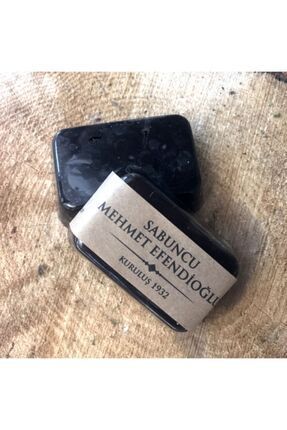 SABUNCU
MEHMET EFENDİOĞLU
KURULUŞ 1932